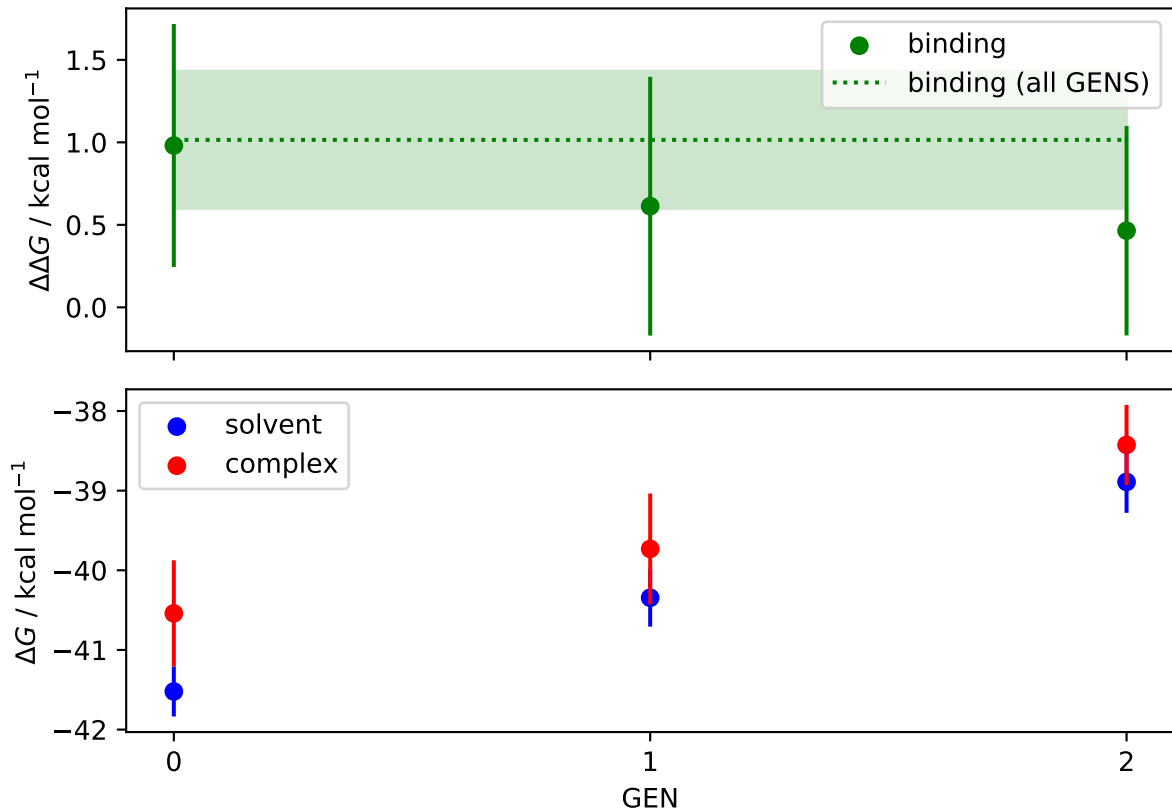 ΔΔG / kcal mol⁻¹
1.5
1.0
0.5
0.0
binding
binding (all GENS)
ΔG / kcal mol⁻¹
−38
−39
−40
−41
−42
solvent
complex
0
1
2
GEN